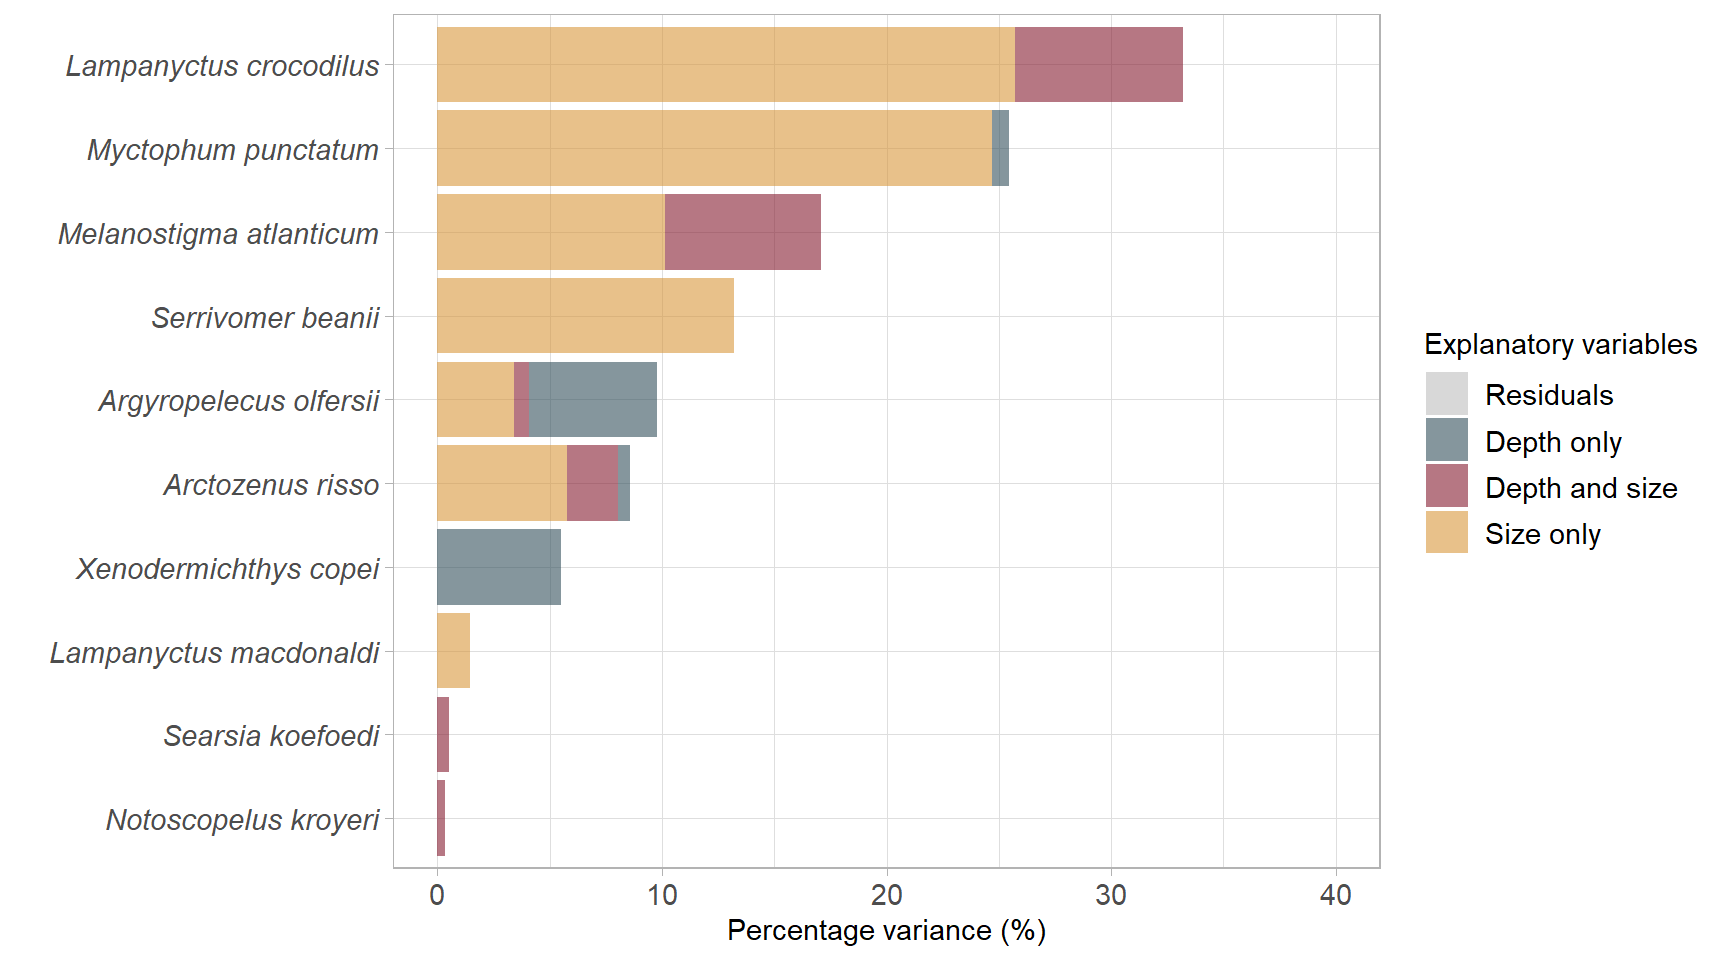 Lampanyctus crocodilus
Myctophum punctatum
Melanostigma atlanticum
Serrivomer beanii
Argyropelecus olfersii
Arctozenus risso
Xenodermichthys copei
Lampanyctus macdonaldi
Searsia koefoedi
Notoscopelus kroyeri
0 10 20 30 40
Percentage variance (%)
Explanatory variables
Residuals
Depth only
Depth and size
Size only